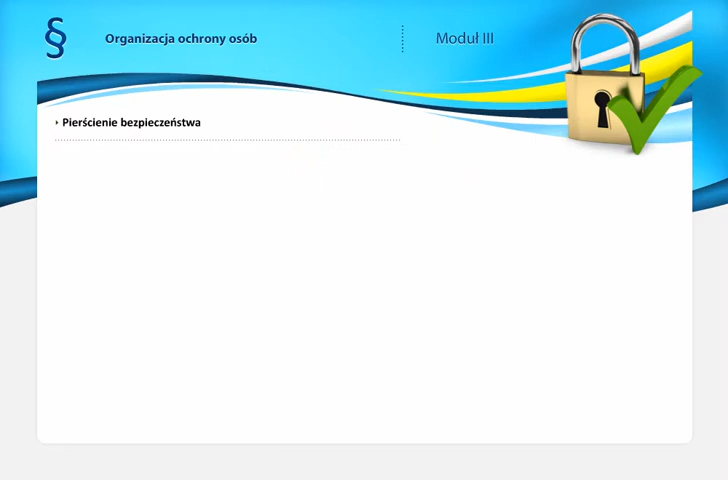 §
Organizacja ochrony osób
Moduł III
Pierścienie bezpieczeństwa